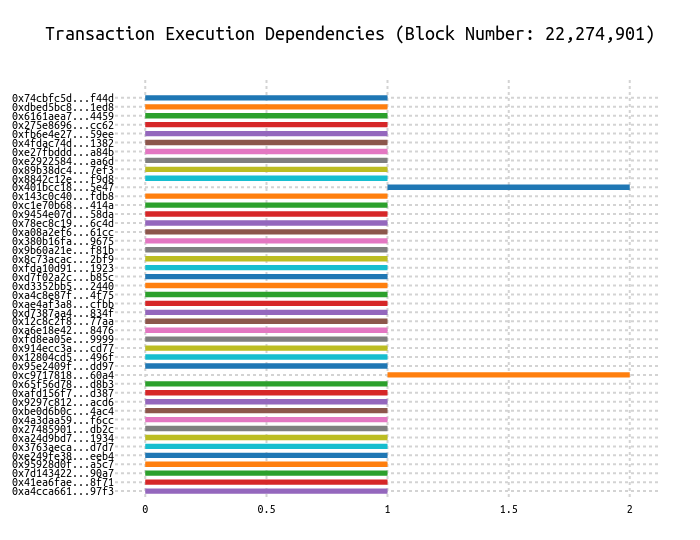 Transaction Execution Dependencies (Block Number: 22,274,901)
0x74cbfc5d...f44d
0xdbed5bc8...1ed8
0x6161aea7...4459
0x275e8696...cc62
0xfb6e4e27...59ee
0x4fdac74d...1382
0xe27fbddd...a84b
0xe2922584...aa6d
0x89b38dc4...7ef3
0x8842c12e...f9d8
0x401bcc18...5e47
0x143c0c40...fdb8
0xc1e70b68...414a
0x9454e07d...58da
0x78ec8c19...6c4d
0xa08a2ef6...61cc
0x380b16fa...9675
0x9b60a21e...f81b
0x8c73acac...2bf9
0xfda10d91...1923
0xd7f02a2c...b85c
0xd3352bb5...2440
0xa4c8e87f...4f75
0xae4af3a8...cfbb
0xd7387aa4...834f
0x12c8c2f8...77aa
0xa6e18e42...8476
0xfd8ea05e...9999
0x914ecc3a...cd77
0x12804cd5...496f
0x95e2409f...dd97
0xc9717818...60a4
0x65f56d78...d8b3
0xafd156f7...d387
0x9297c812...acd6
0xbe0d6b0c...4ac4
0x4a3daa59...f6cc
0x27485901...db2c
0xa24d9bd7...1934
0x3763aeca...d7d7
0xe249fe38...eeb4
0x95928d0f...a5c7
0x7d143422...90a7
0x41ea6fae...8f71
0xa4cca661...97f3
0 0.5 1 1.5 2